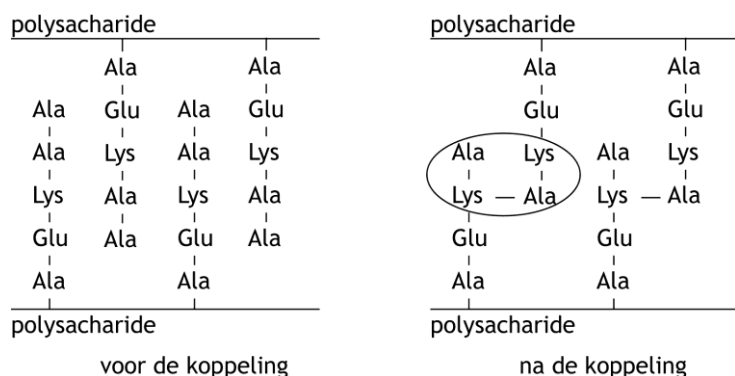 polysacharide polysacharide
Ala Ala Ala Ala
Ala Glu Ala Glu Glu Glu
Ala Lys Ala Lys Ala Lys Ala Lys
Lys Ala Lys Ala Lys — Ala Lys — Ala
Glu Ala Glu Ala Glu Glu
Ala Ala Ala Ala
polysacharide polysacharide
voor de koppeling na de koppeling